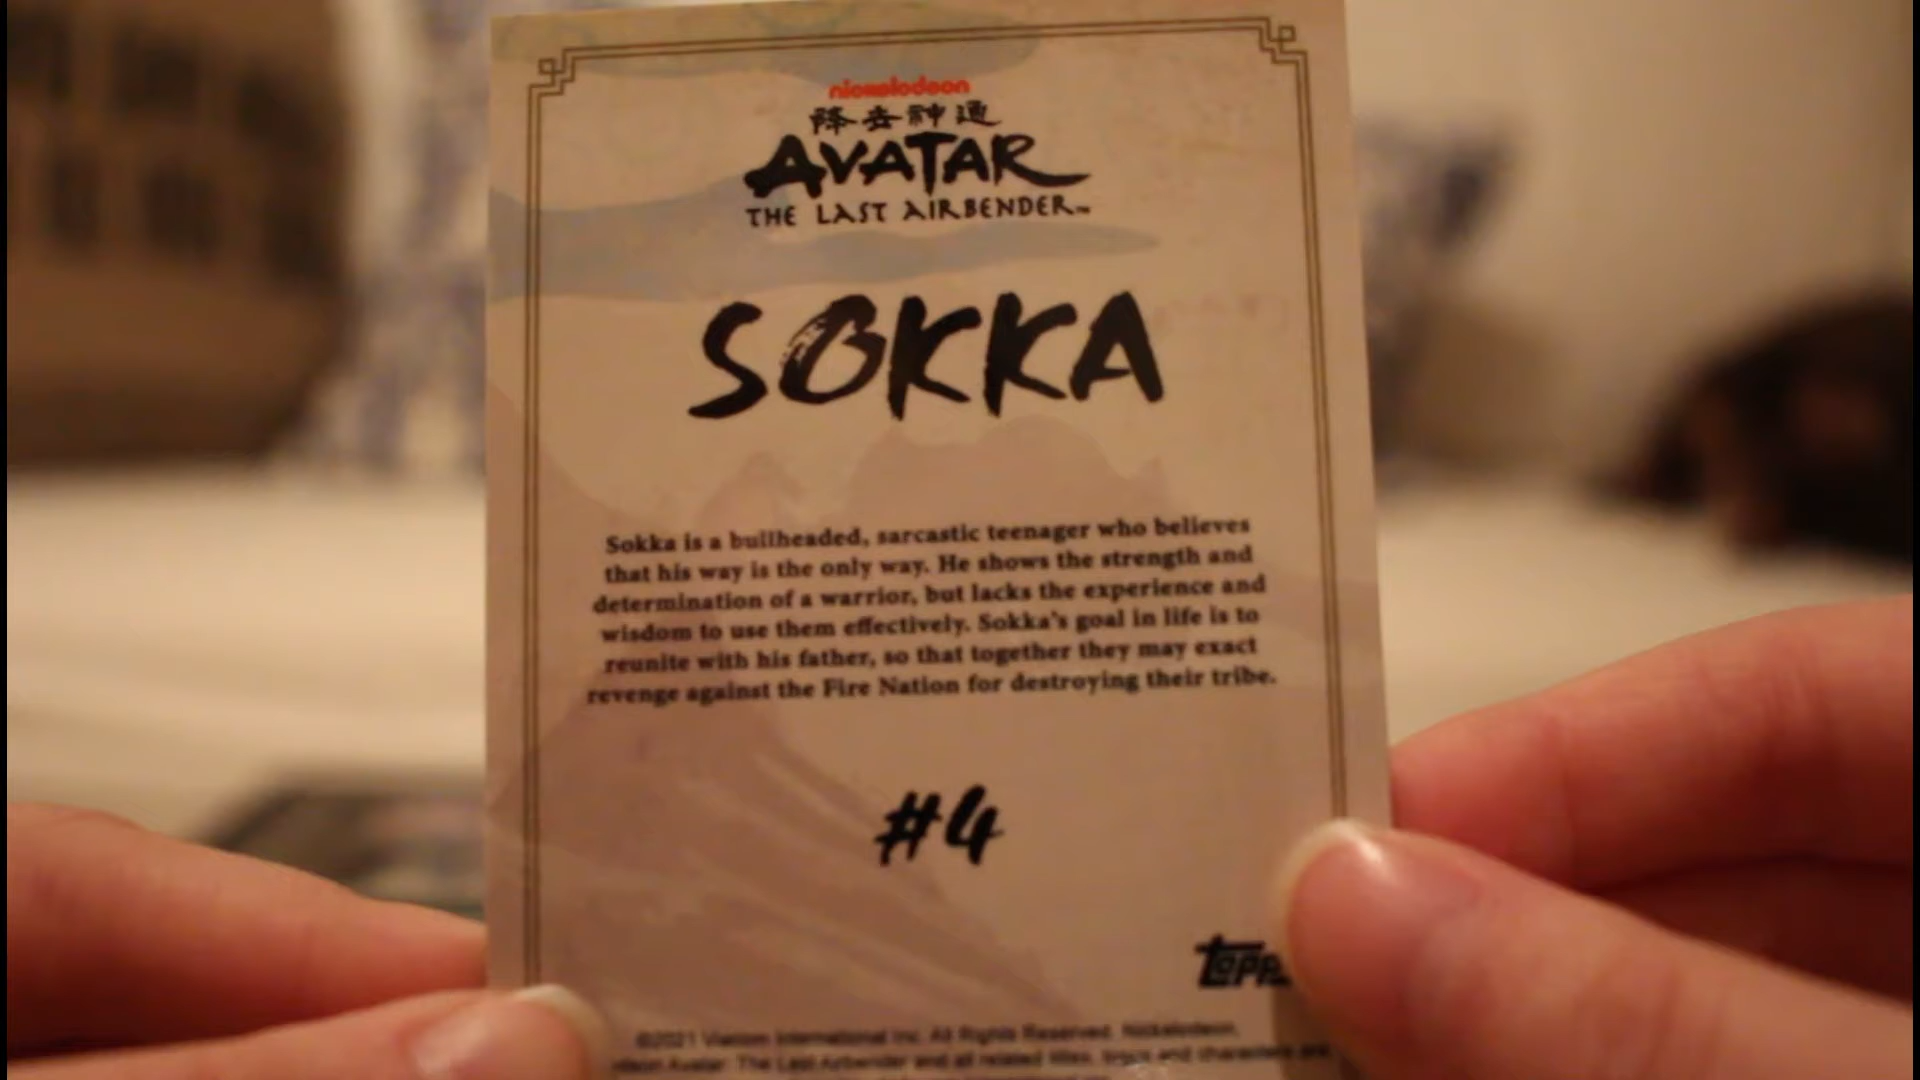 nickelodeon
降去神通
AVATAR
THE LAST AIRBENDER™
SOKKA
Sokka is a bullheaded, sarcastic teenager who believes
that his way is the only way. He shows the strength and
determination of a warrior, but lacks the experience and
wisdom to use them effectively. Sokka's goal in life is to
reunite with his father, so that together they may exact
revenge against the Fire Nation for destroying their tribe.
#4
©2021 Viacom International Inc. All Rights Reserved. Nickelodeon,
Avatar: The Last Airbender and all related titles, logos and characters are